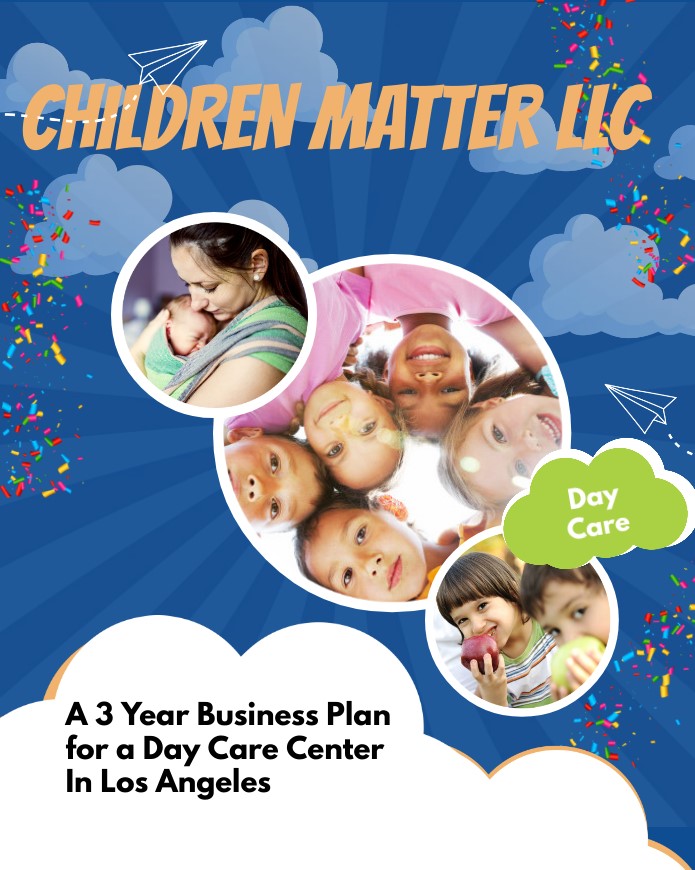 CHILDREN MATTER LLC
Day
Care
A 3 Year Business Plan
for a Day Care Center
In Los Angeles